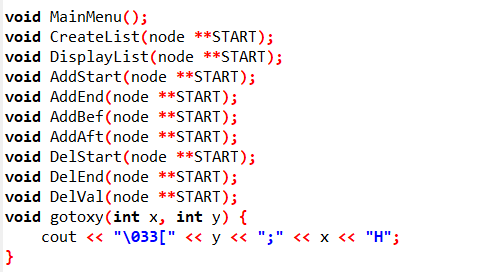 void MainMenu();
void CreateList(node **START);
void DisplayList(node **START);
void AddStart(node **START);
void AddEnd(node **START);
void AddBef(node **START);
void AddAft(node **START);
void DelStart(node **START);
void DelEnd(node **START);
void DelVal(node **START);
void gotoxy(int x, int y) {
    cout << "\033[" << y << ";" << x << "H";
}